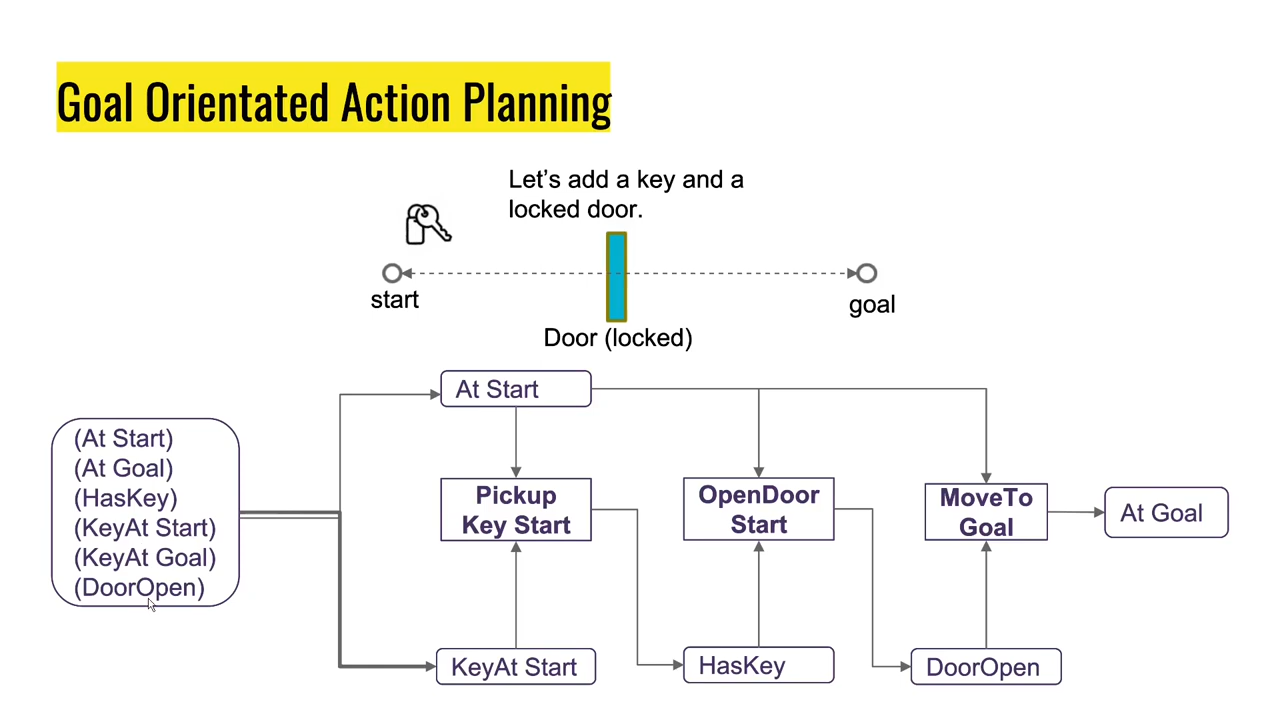 Goal Orientated Action Planning
Let's add a key and a
locked door.
start
goal
Door (locked)
At Start
(At Start)
(At Goal)
(HasKey)
(KeyAt Start)
(KeyAt Goal)
(DoorOpen)
Pickup
Key Start
OpenDoor
Start
MoveTo
Goal
At Goal
KeyAt Start
HasKey
DoorOpen